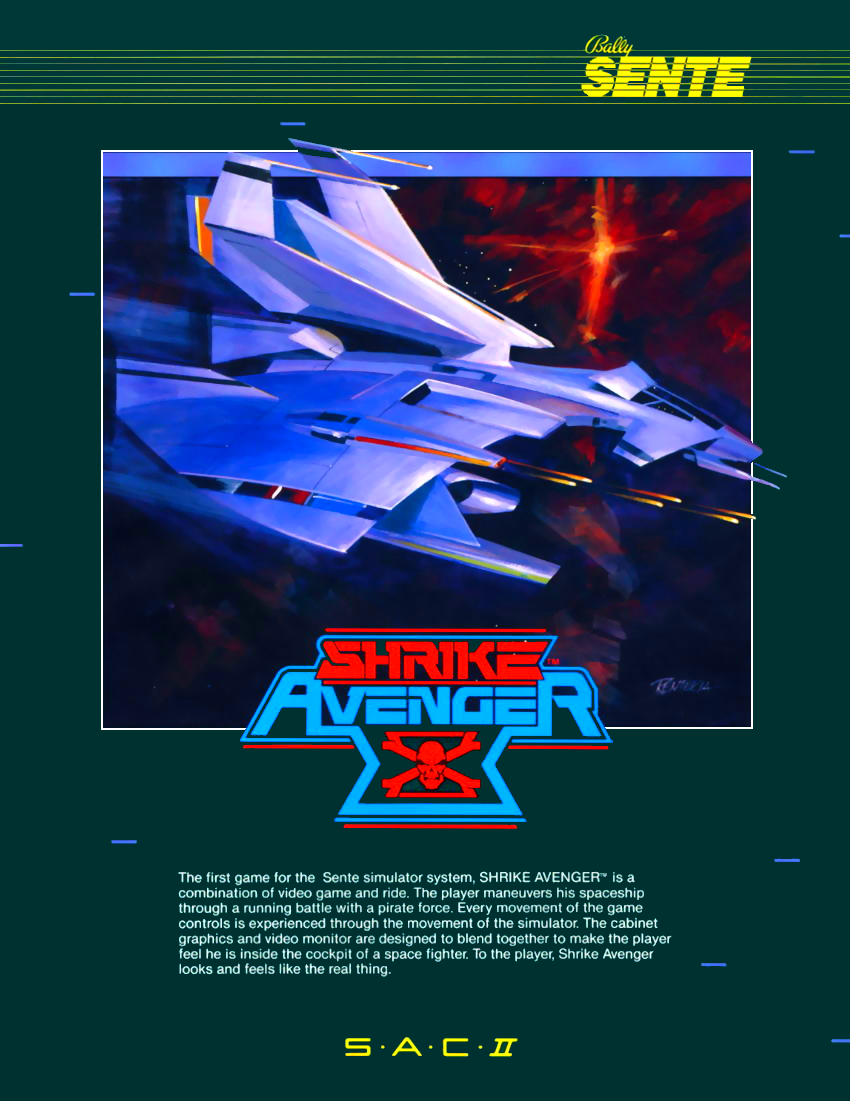 Bally
SENTE
SHRIKE™
AVENGER
The first game for the Sente simulator system, SHRIKE AVENGER™ is a
combination of video game and ride. The player maneuvers his spaceship
through a running battle with a pirate force. Every movement of the game
controls is experienced through the movement of the simulator. The cabinet
graphics and video monitor are designed to blend together to make the player
feel he is inside the cockpit of a space fighter. To the player, Shrike Avenger
looks and feels like the real thing.
S·A·C·II